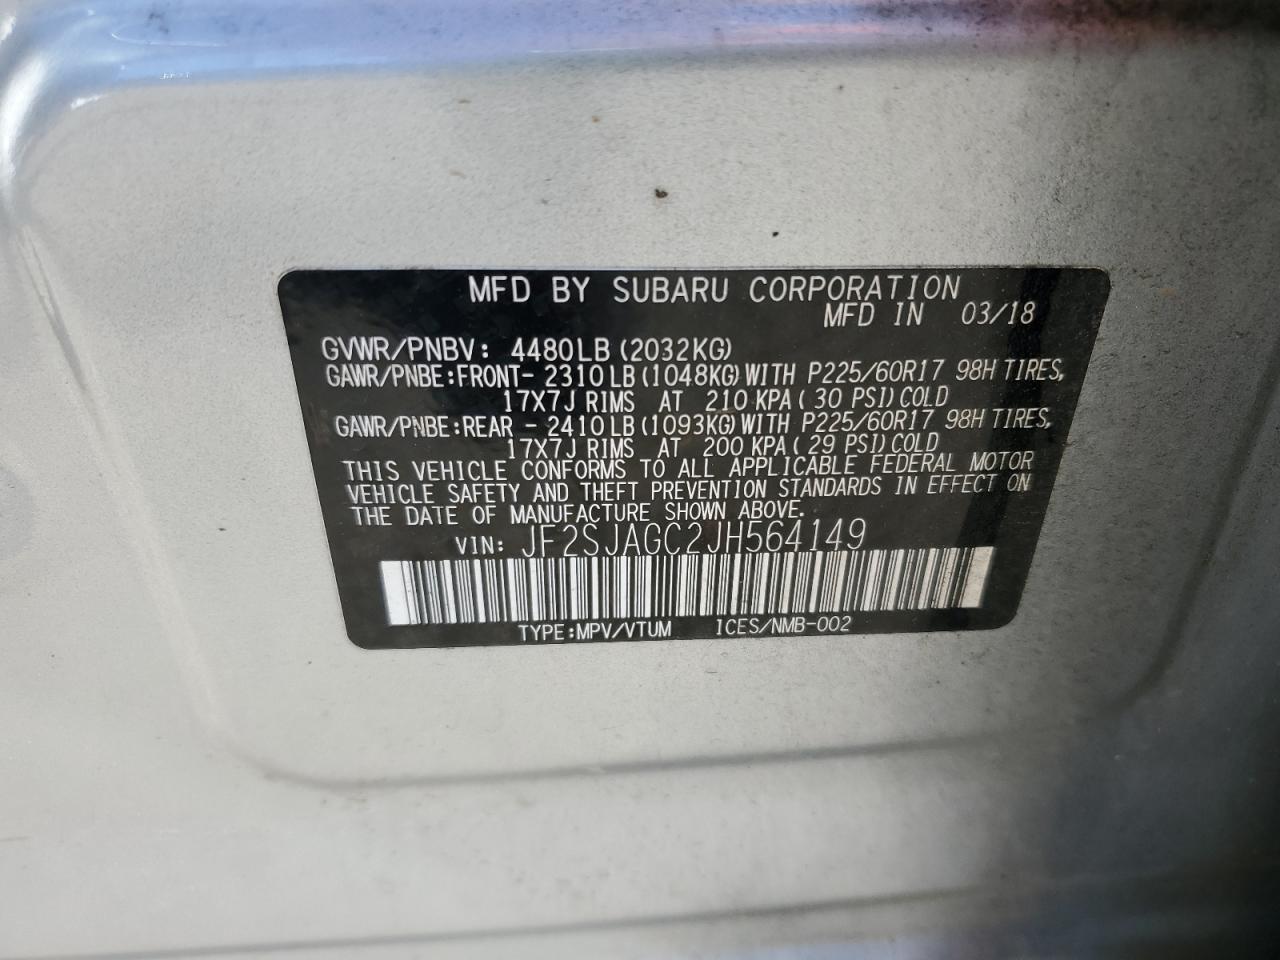 MFD BY SUBARU CORPORATION
MFD IN 03/18
GVWR/PNBV: 4480LB (2032KG)
GAWR/PNBE:FRONT- 2310LB (1048KG) WITH P225/60R17 98H TIRES,
17X7J RIMS AT 210 KPA ( 30 PSI) COLD
GAWR/PNBE:REAR - 2410LB (1093KG) WITH P225/60R17 98H TIRES,
17X7J RIMS AT 200 KPA ( 29 PSI) COLD
THIS VEHICLE CONFORMS TO ALL APPLICABLE FEDERAL MOTOR
VEHICLE SAFETY AND THEFT PREVENTION STANDARDS IN EFFECT ON
THE DATE OF MANUFACTURE SHOWN ABOVE.
VIN: JF2SJAGC2JH564149
TYPE:MPV/VTUM ICES/NMB-002